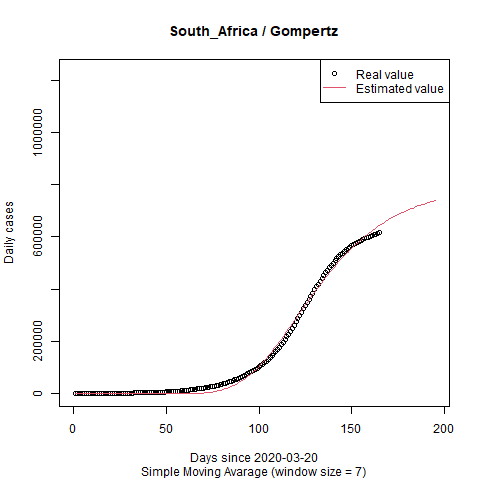 South_Africa / Gompertz
Real value
Estimated value
1000000
600000
200000
0
Daily cases
0 50 100 150 200
Days since 2020-03-20
Simple Moving Avarage (window size = 7)